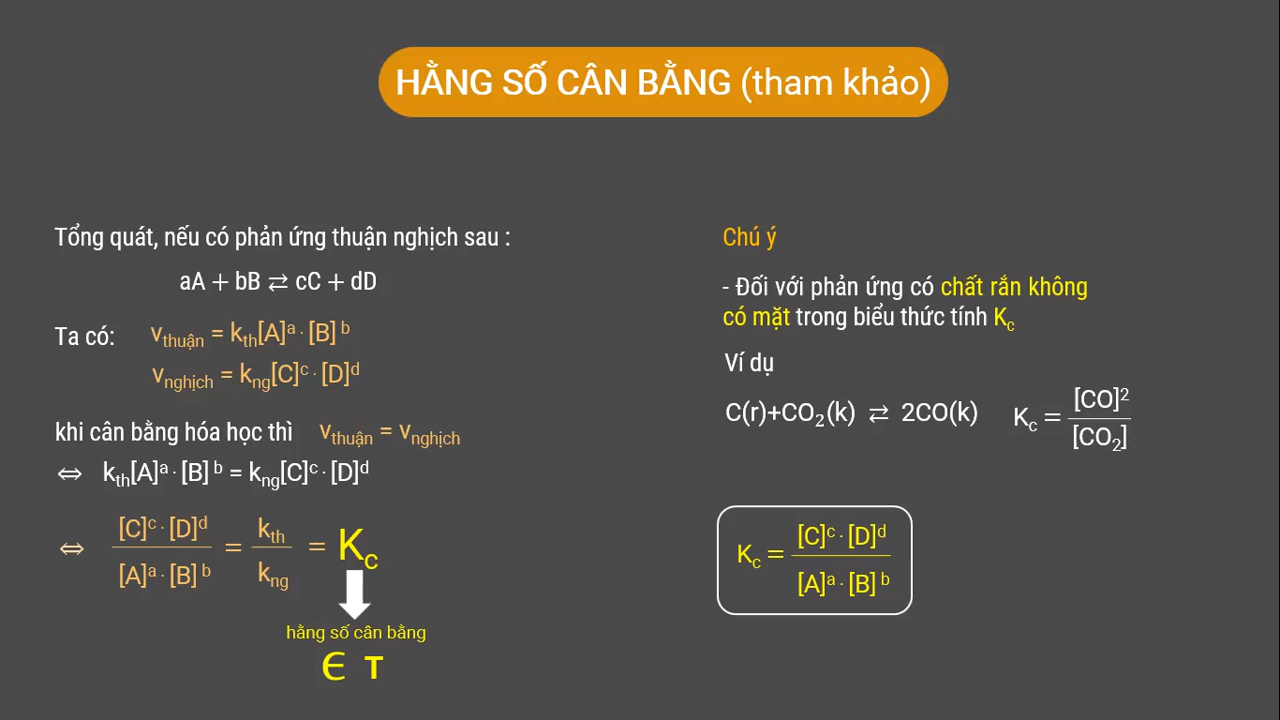 HẰNG SỐ CÂN BẰNG (tham khảo)
Tổng quát, nếu có phản ứng thuận nghịch sau :
aA + bB ⇄ cC + dD
Ta có: v_thuận = k_th[A]^a · [B]^b
v_nghịch = k_ng[C]^c · [D]^d
khi cân bằng hóa học thì v_thuận = v_nghịch
⇔ k_th[A]^a · [B]^b = k_ng[C]^c · [D]^d
⇔ [C]^c · [D]^d / [A]^a · [B]^b = k_th / k_ng = K_c
hằng số cân bằng
∈ T
Chú ý
- Đối với phản ứng có chất rắn không
có mặt trong biểu thức tính K_c
Ví dụ
C(r)+CO₂(k) ⇄ 2CO(k) K_c = [CO]² / [CO₂]
K_c = [C]^c · [D]^d / [A]^a · [B]^b